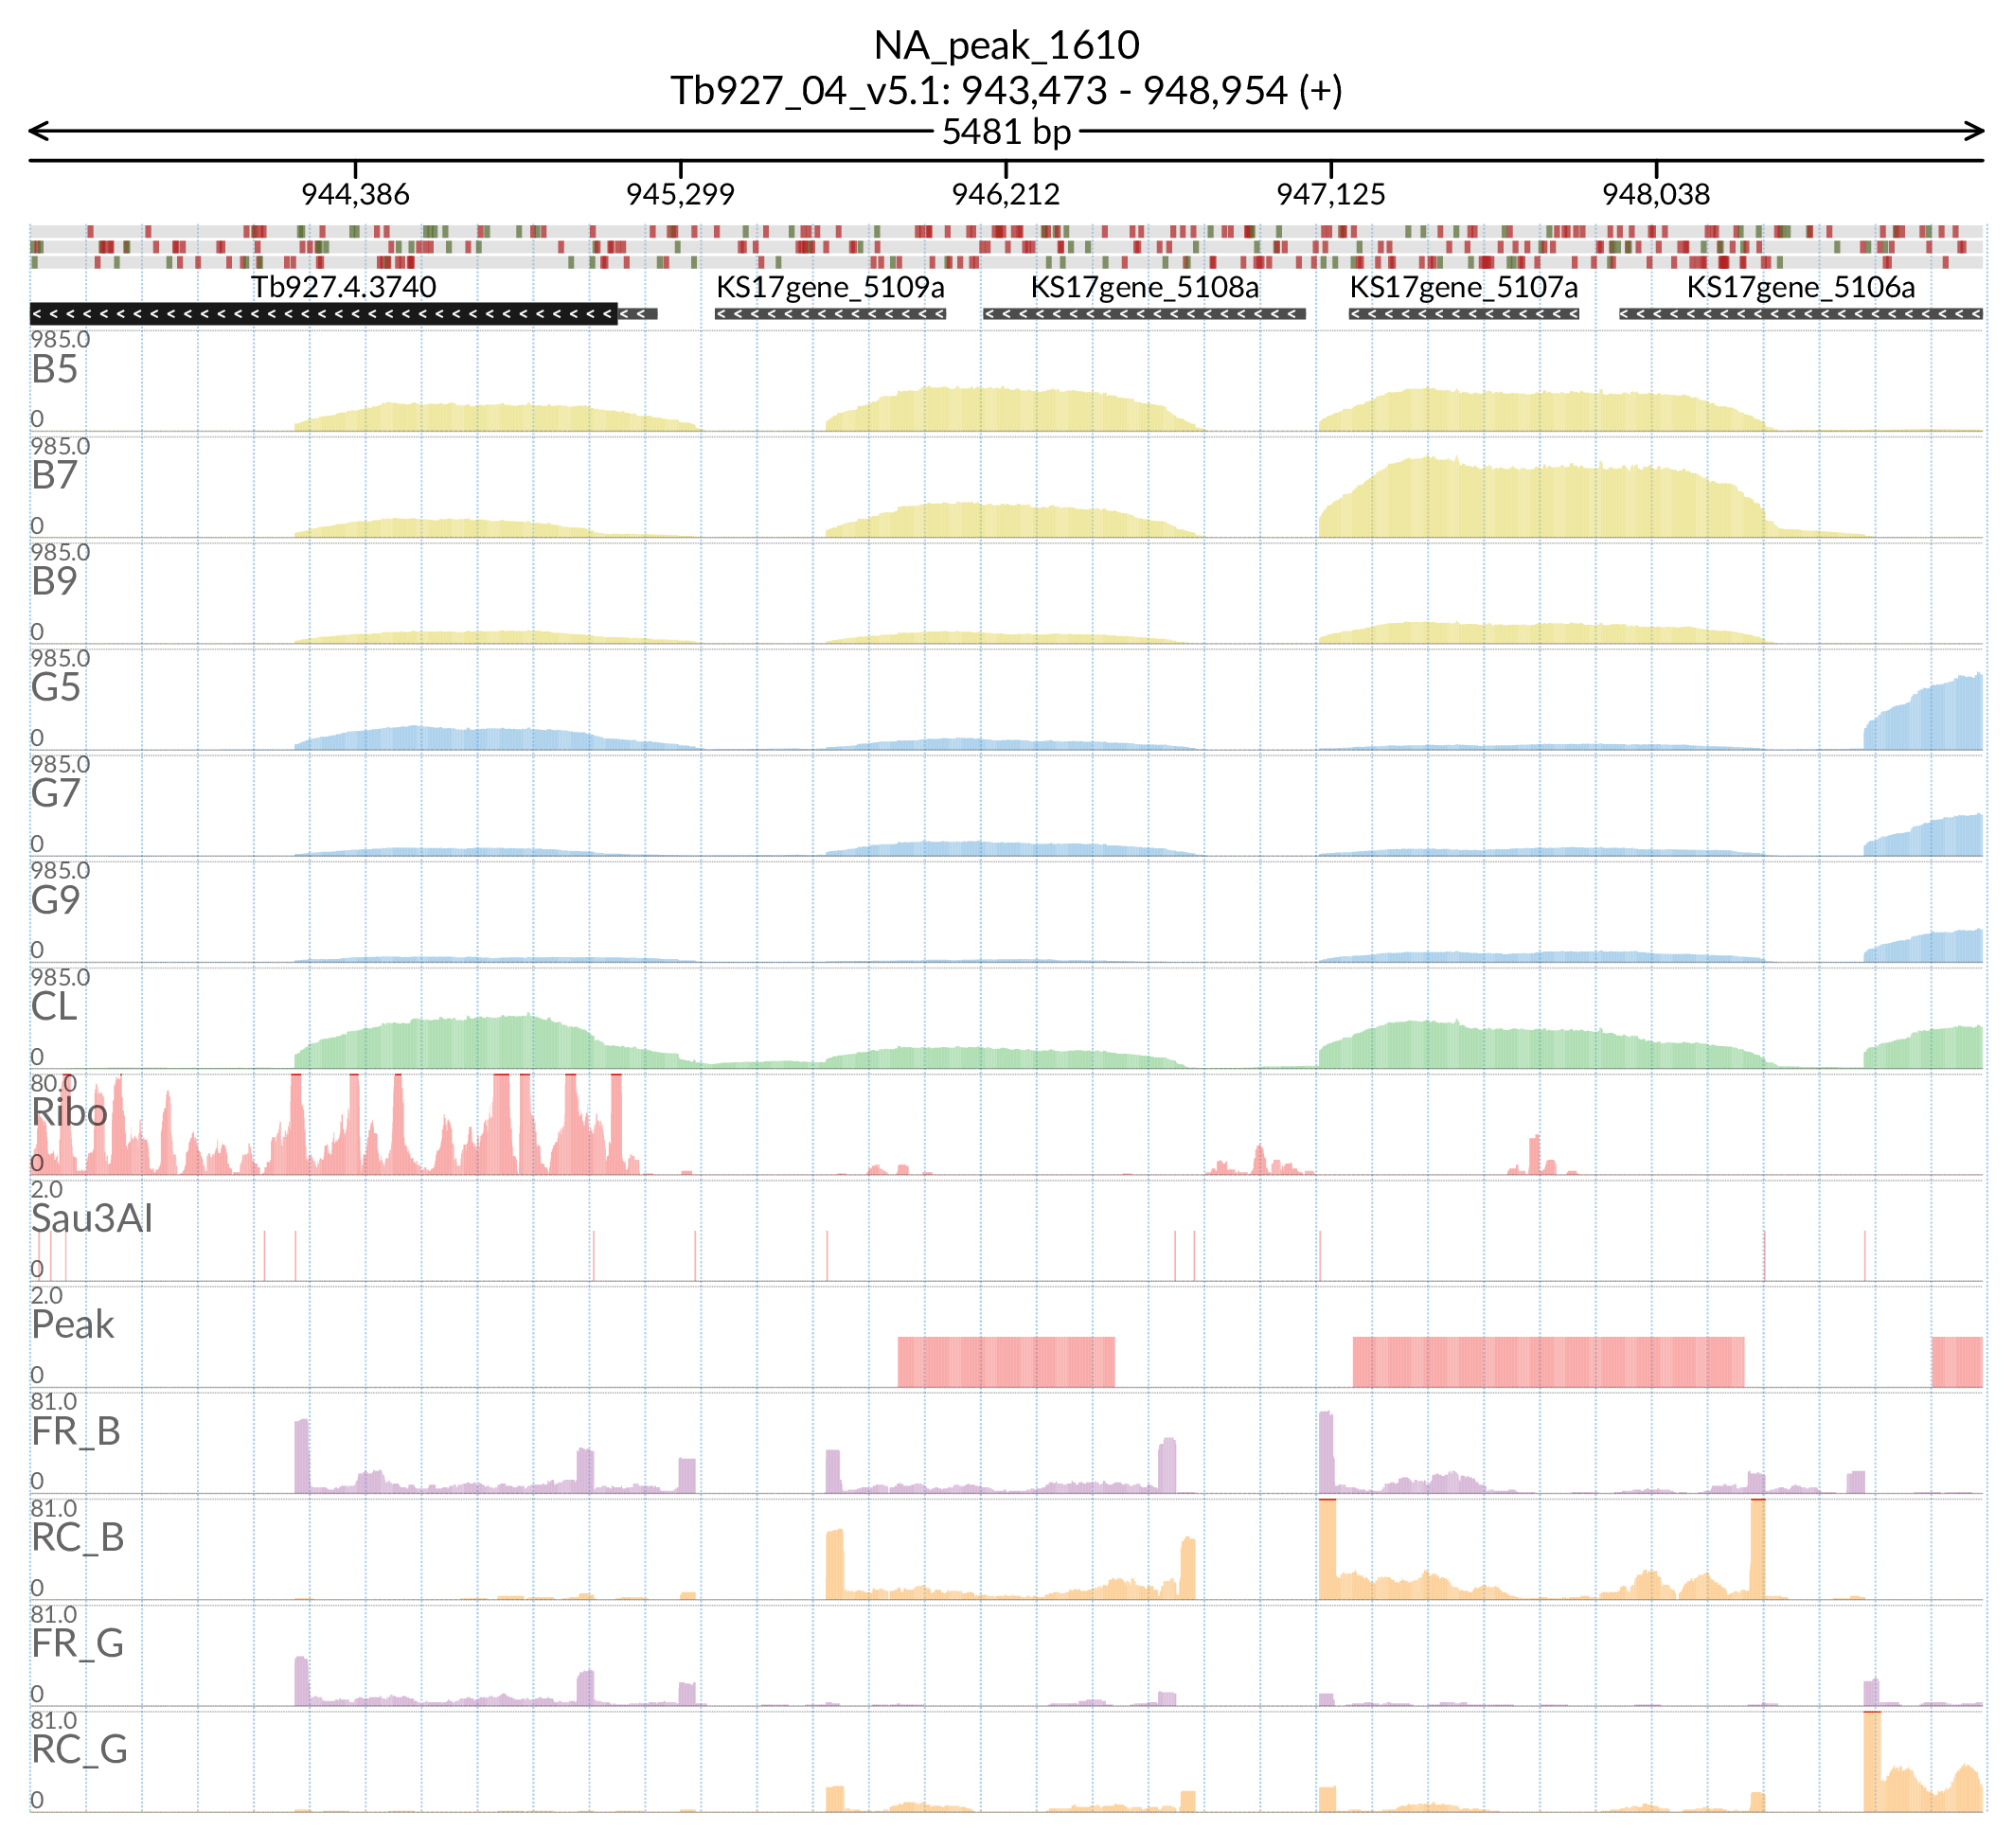 NA_peak_1610
Tb927_04_v5.1: 943,473 - 948,954 (+)
5481 bp
944,386 945,299 946,212 947,125 948,038
Tb927.4.3740 KS17gene_5109a KS17gene_5108a KS17gene_5107a KS17gene_5106a
985.0
B5
0
985.0
B7
0
985.0
B9
0
985.0
G5
0
985.0
G7
0
985.0
G9
0
985.0
CL
0
80.0
Ribo
0
2.0
Sau3AI
0
2.0
Peak
0
81.0
FR_B
0
81.0
RC_B
0
81.0
FR_G
0
81.0
RC_G
0